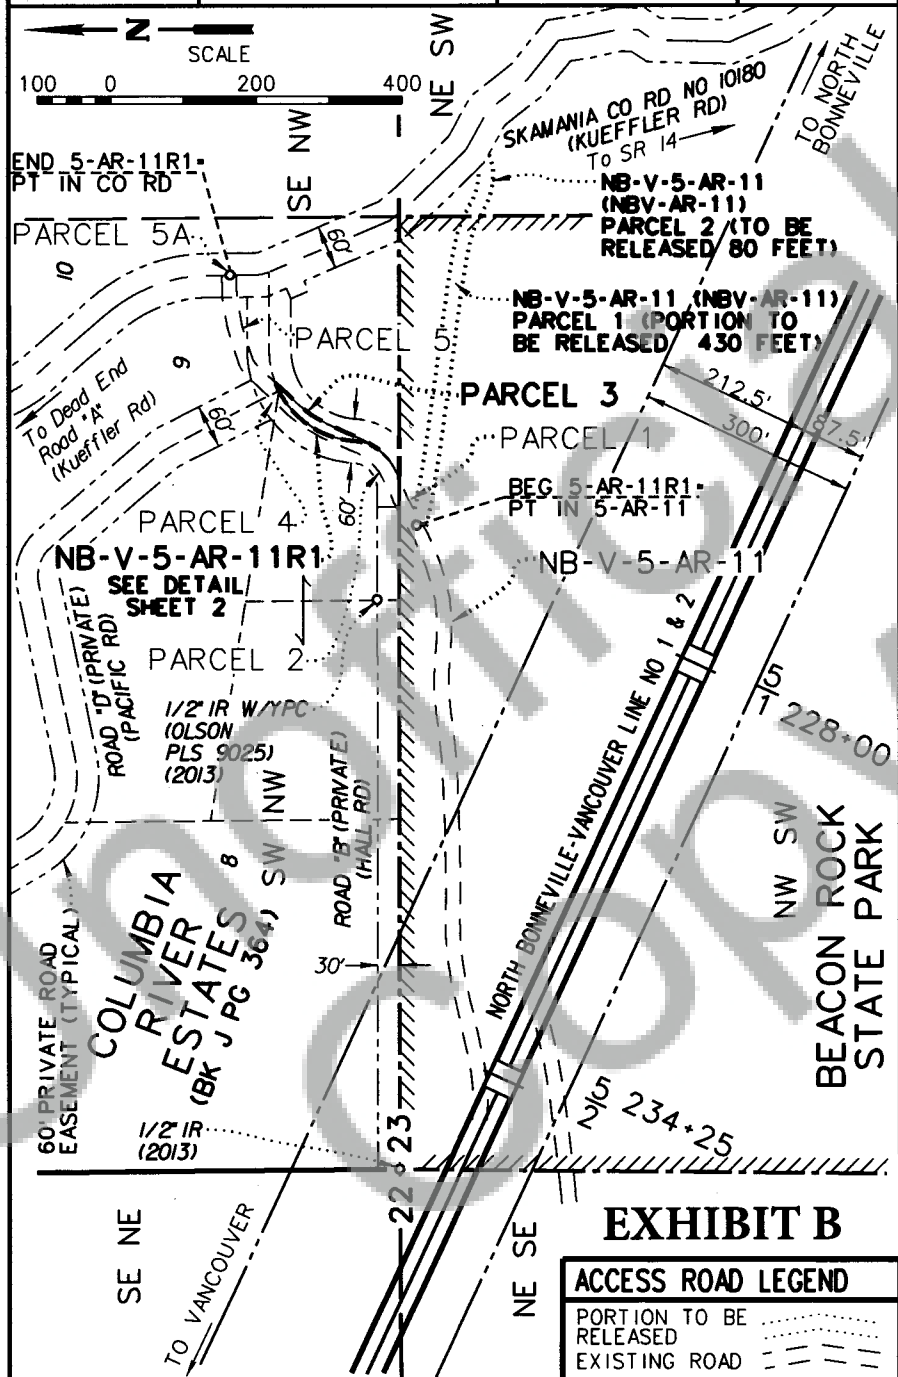 N
SCALE
100 0 200 400
NE SW
SE NW
SKAMANIA CO RD NO 10180
(KUEFFLER RD)
To SR 14
TO NORTH
BONNEVILLE
END 5-AR-11R1-
PT IN CO RD
NB-V-5-AR-11
(NBV-AR-11)
PARCEL 2 (TO BE
RELEASED 80 FEET)
PARCEL 5A
60'
10
NB-V-5-AR-11 (NBV-AR-11)
PARCEL 1 (PORTION TO
BE RELEASED 430 FEET)
PARCEL 5
9
To Dead End
Road "A"
(Kueffler Rd)
212.5'
PARCEL 3
60'
300'
87.5'
PARCEL 1
BEG 5-AR-11R1-
PT IN 5-AR-11
60'
PARCEL 4
NB-V-5-AR-11R1
SEE DETAIL
SHEET 2
NB-V-5-AR-11
ROAD "D" (PRIVATE)
(PACIFIC RD)
PARCEL 2
1/2" IR W/YPC
(OLSON
PLS 9025)
(2013)
ROAD "B" (PRIVATE)
(HALL RD)
NORTH BONNEVILLE-VANCOUVER LINE NO 1 & 2
5/1 228+00
SW NW
8
NW SW
BEACON ROCK
STATE PARK
COLUMBIA
RIVER
ESTATES
(BK J PG 364)
30'
60' PRIVATE ROAD
EASEMENT (TYPICAL)
5/2 234+25
1/2" IR
(2013)
22 23
SE NE
NE SE
TO VANCOUVER
EXHIBIT B
ACCESS ROAD LEGEND
PORTION TO BE
RELEASED
EXISTING ROAD
Unofficial
Copy